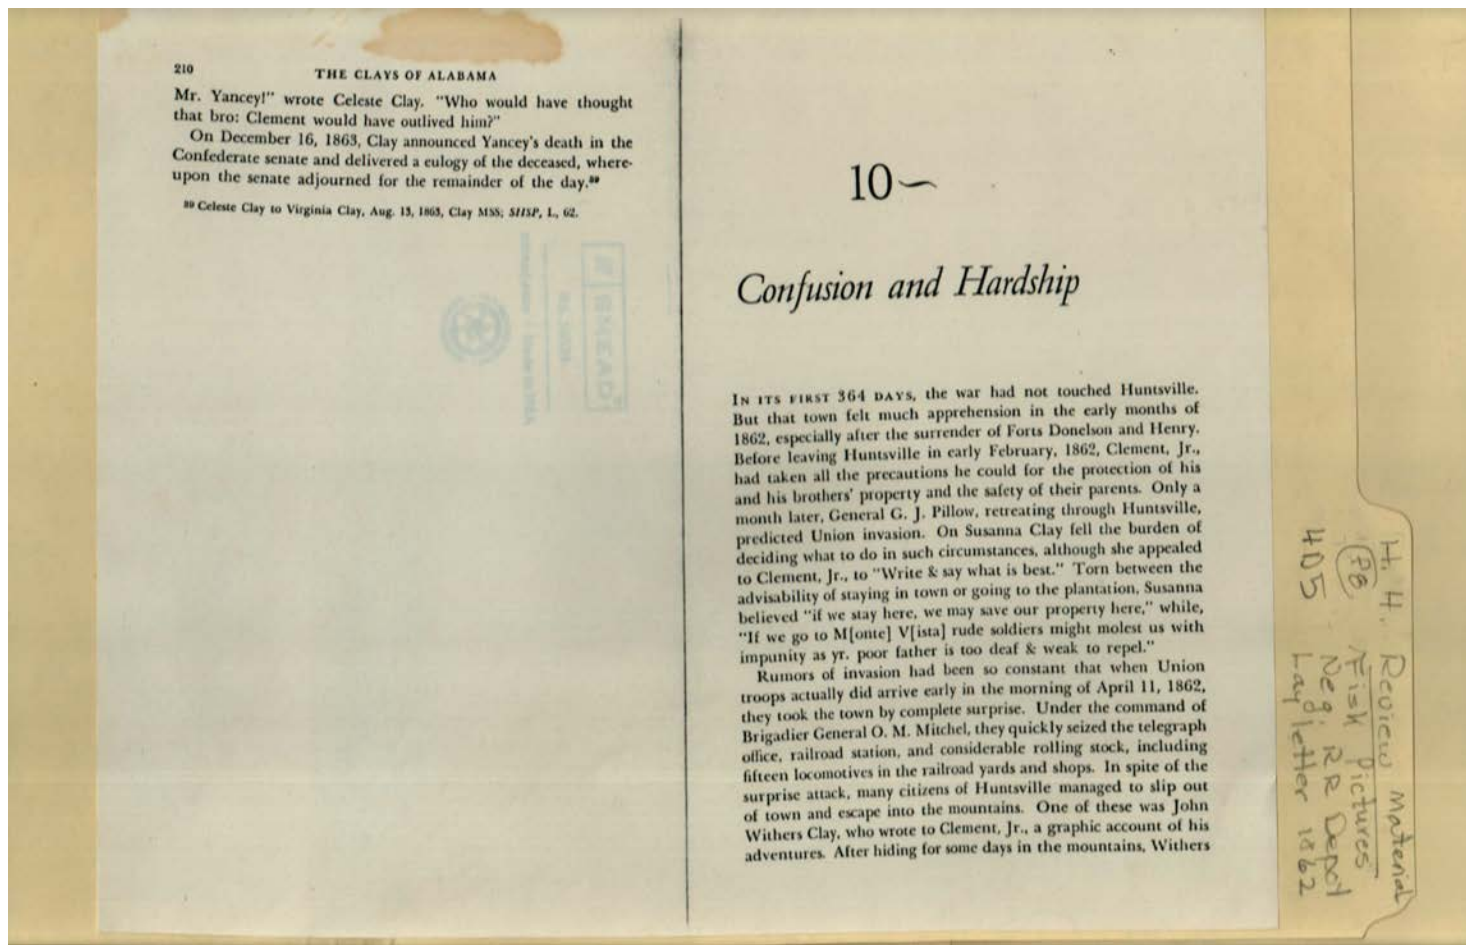 210
THE CLAYS OF ALABAMA
Mr. Yancey!" wrote Celeste Clay. "Who would have thought
that bro: Clement would have outlived him?"
On December 16, 1863, Clay announced Yancey's death in the
Confederate senate and delivered a eulogy of the deceased, where-
upon the senate adjourned for the remainder of the day.⁸⁹
⁸⁹ Celeste Clay to Virginia Clay, Aug. 13, 1863, Clay MSS; SHSP, L, 62.
10
Confusion and Hardship
IN ITS FIRST 364 DAYS, the war had not touched Huntsville.
But that town felt much apprehension in the early months of
1862, especially after the surrender of Forts Donelson and Henry.
Before leaving Huntsville in early February, 1862, Clement, Jr.,
had taken all the precautions he could for the protection of his
and his brothers' property and the safety of their parents. Only a
month later, General G. J. Pillow, retreating through Huntsville,
predicted Union invasion. On Susanna Clay fell the burden of
deciding what to do in such circumstances, although she appealed
to Clement, Jr., to "Write & say what is best." Torn between the
advisability of staying in town or going to the plantation, Susanna
believed "if we stay here, we may save our property here," while,
"If we go to M[onte] V[ista] rude soldiers might molest us with
impunity as yr. poor father is too deaf & weak to repel."
Rumors of invasion had been so constant that when Union
troops actually did arrive early in the morning of April 11, 1862,
they took the town by complete surprise. Under the command of
Brigadier General O. M. Mitchel, they quickly seized the telegraph
office, railroad station, and considerable rolling stock, including
fifteen locomotives in the railroad yards and shops. In spite of the
surprise attack, many citizens of Huntsville managed to slip out
of town and escape into the mountains. One of these was John
Withers Clay, who wrote to Clement, Jr., a graphic account of his
adventures. After hiding for some days in the mountains, Withers
H. H. Review Material
PB Fisk Pictures
Neg. RR Depot
4D5 Lay letter 1862